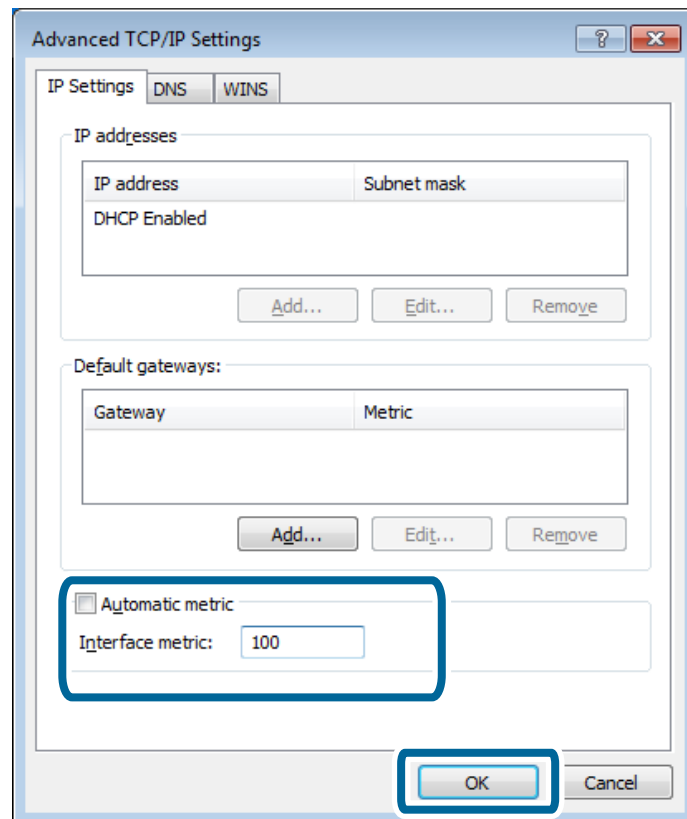 Advanced TCP/IP Settings ?
IP Settings DNS WINS
IP addresses
IP address Subnet mask
DHCP Enabled
Add... Edit... Remove
Default gateways:
Gateway Metric
Add... Edit... Remove
Automatic metric
Interface metric: 100
OK Cancel